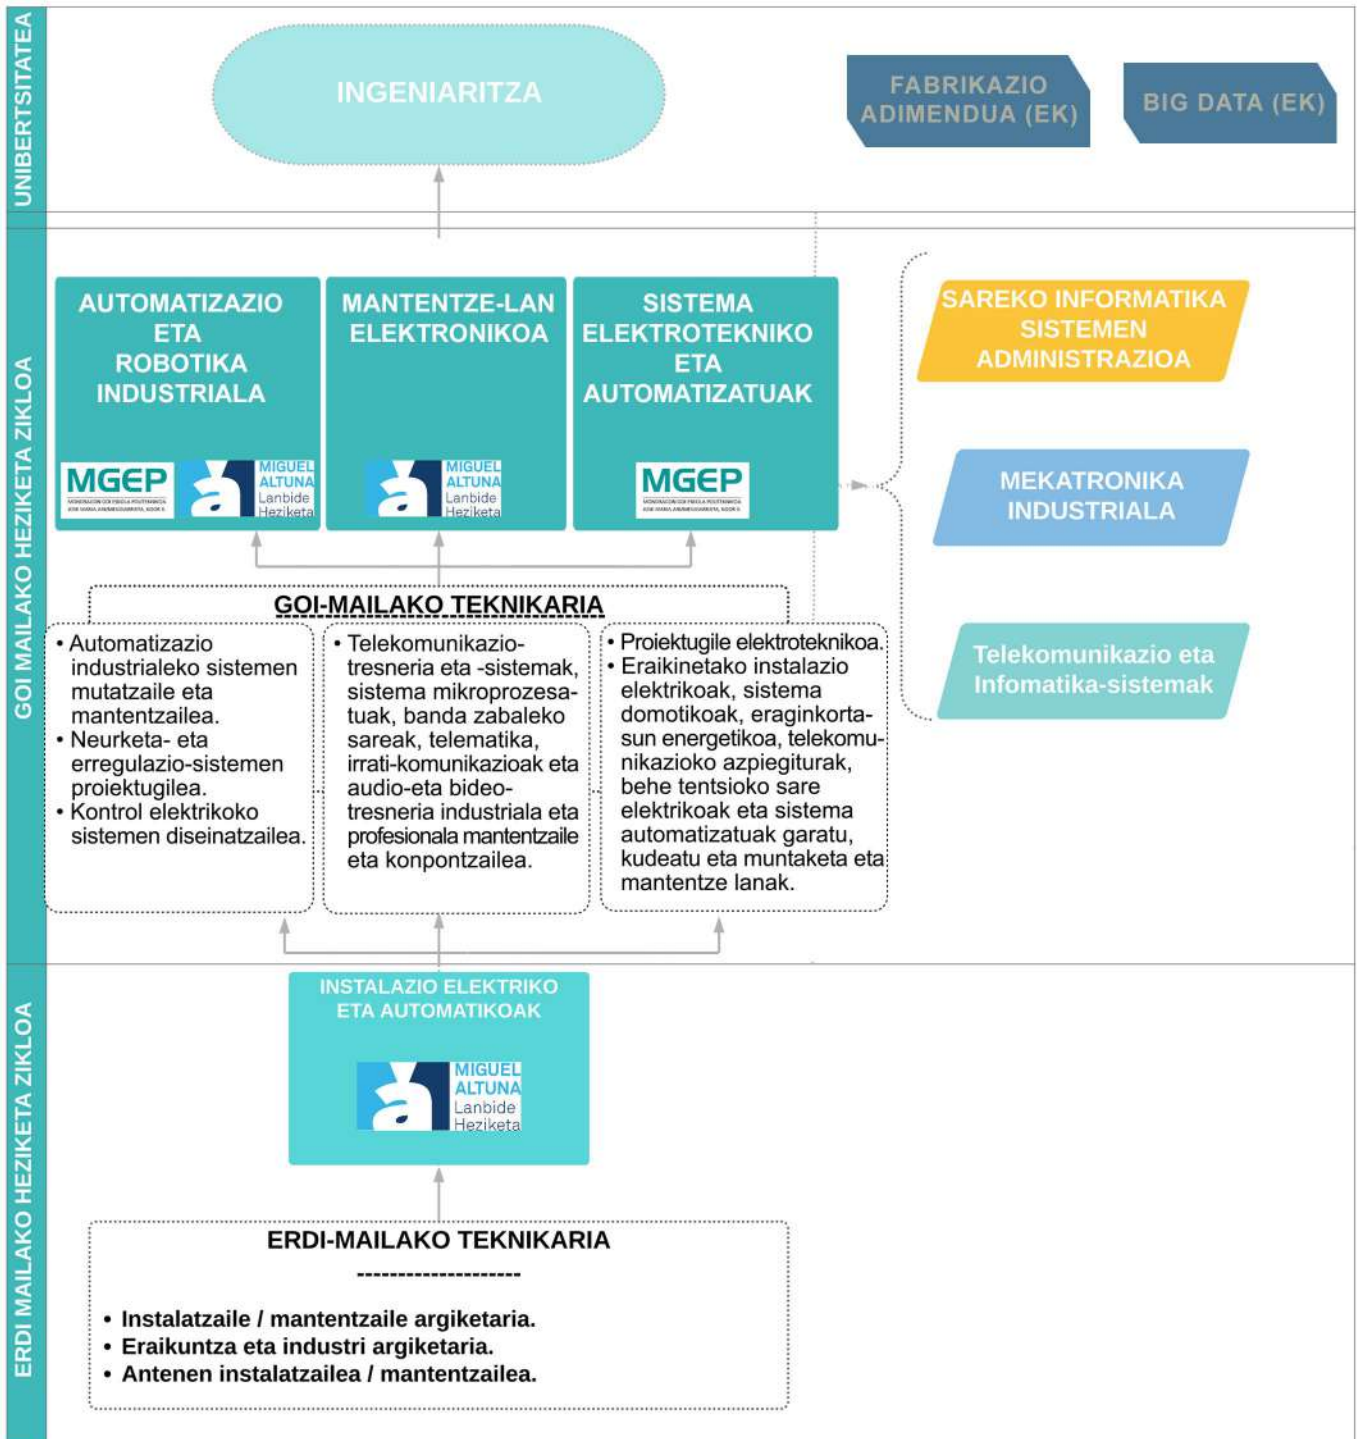 UNIBERTSITATEA
INGENIARITZA
FABRIKAZIO
ADIMENDUA (EK)
BIG DATA (EK)
GOI MAILAKO HEZIKETA ZIKLOA
AUTOMATIZAZIO
ETA
ROBOTIKA
INDUSTRIALA
MGEP
MIGUEL
ALTUNA
Lanbide
Heziketa
MANTENTZE-LAN
ELEKTRONIKOA
MIGUEL
ALTUNA
Lanbide
Heziketa
SISTEMA
ELEKTROTEKNIKO
ETA
AUTOMATIZATUAK
MGEP
SAREKO INFORMATIKA
SISTEMEN
ADMINISTRAZIOA
MEKATRONIKA
INDUSTRIALA
Telekomunikazio eta
Infomatika-sistemak
GOI-MAILAKO TEKNIKARIA
• Automatizazio
industrialeko sistemen
mutatzaile eta
mantentzailea.
• Neurketa- eta
erregulazio-sistemen
proiektugilea.
• Kontrol elektrikoko
sistemen diseinatzailea.
• Telekomunikazio-
tresneria eta -sistemak,
sistema mikroprozesa-
tuak, banda zabaleko
sareak, telematika,
irrati-komunikazioak eta
audio-eta bideo-
tresneria industriala eta
profesionala mantentzaile
eta konpontzailea.
• Proiektugile elektroteknikoa.
• Eraikinetako instalazio
elektrikoak, sistema
domotikoak, eraginkorta-
sun energetikoa, telekomu-
nikazioko azpiegiturak,
behe tentsioko sare
elektrikoak eta sistema
automatizatuak garatu,
kudeatu eta muntaketa eta
mantentze lanak.
ERDI MAILAKO HEZIKETA ZIKLOA
INSTALAZIO ELEKTRIKO
ETA AUTOMATIKOAK
MIGUEL
ALTUNA
Lanbide
Heziketa
ERDI-MAILAKO TEKNIKARIA
--------------------
• Instalatzaile / mantentzaile argiketaria.
• Eraikuntza eta industri argiketaria.
• Antenen instalatzailea / mantentzailea.